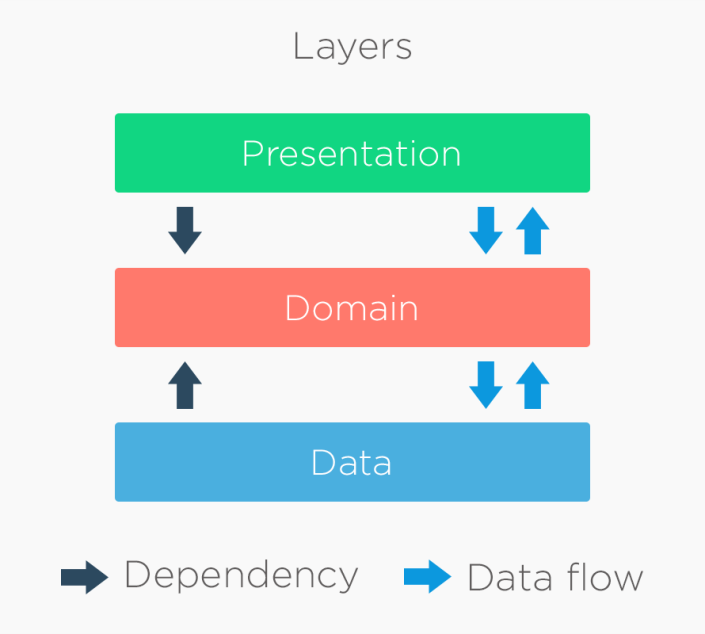 Layers
Presentation
Domain
Data
Dependency
Data flow